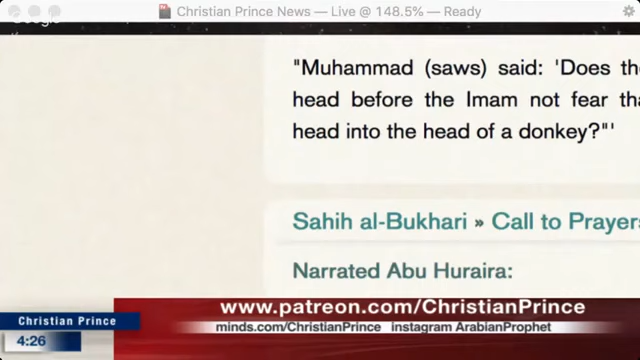 Christian Prince News — Live @ 148.5% — Ready
"Muhammad (saws) said: 'Does the
head before the Imam not fear tha
head into the head of a donkey?"'
Sahih al-Bukhari » Call to Prayers
Narrated Abu Huraira:
www.patreon.com/ChristianPrince
Christian Prince
minds.com/ChristianPrince instagram ArabianProphet
4:26